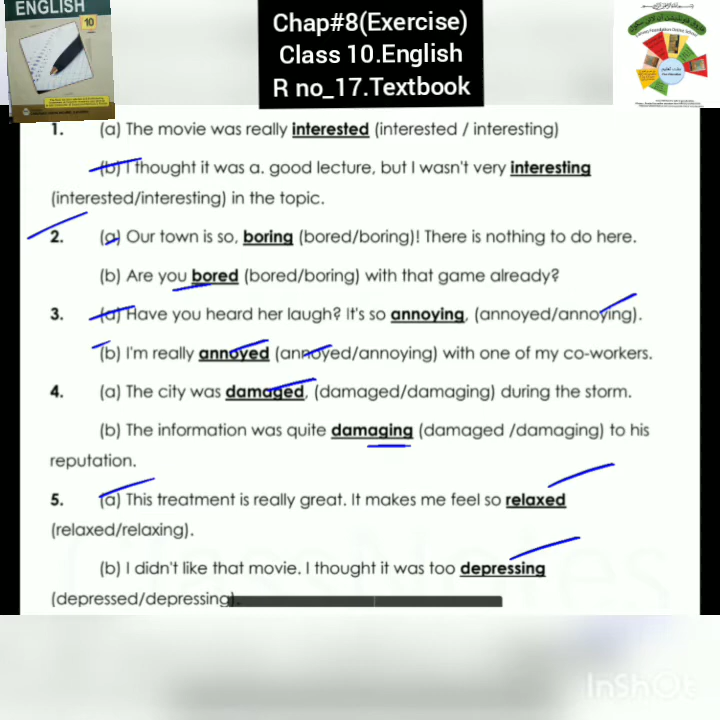 ENGLISH
10
Chap#8(Exercise)
Class 10.English
R no_17.Textbook
1. (a) The movie was really interested (interested / interesting)
(b) I thought it was a. good lecture, but I wasn't very interesting
(interested/interesting) in the topic.
2. (a) Our town is so, boring (bored/boring)! There is nothing to do here.
(b) Are you bored (bored/boring) with that game already?
3. (a) Have you heard her laugh? It's so annoying, (annoyed/annoying).
(b) I'm really annoyed (annoyed/annoying) with one of my co-workers.
4. (a) The city was damaged, (damaged/damaging) during the storm.
(b) The information was quite damaging (damaged /damaging) to his
reputation.
5. (a) This treatment is really great. It makes me feel so relaxed
(relaxed/relaxing).
(b) I didn't like that movie. I thought it was too depressing
(depressed/depressing).
InShOt